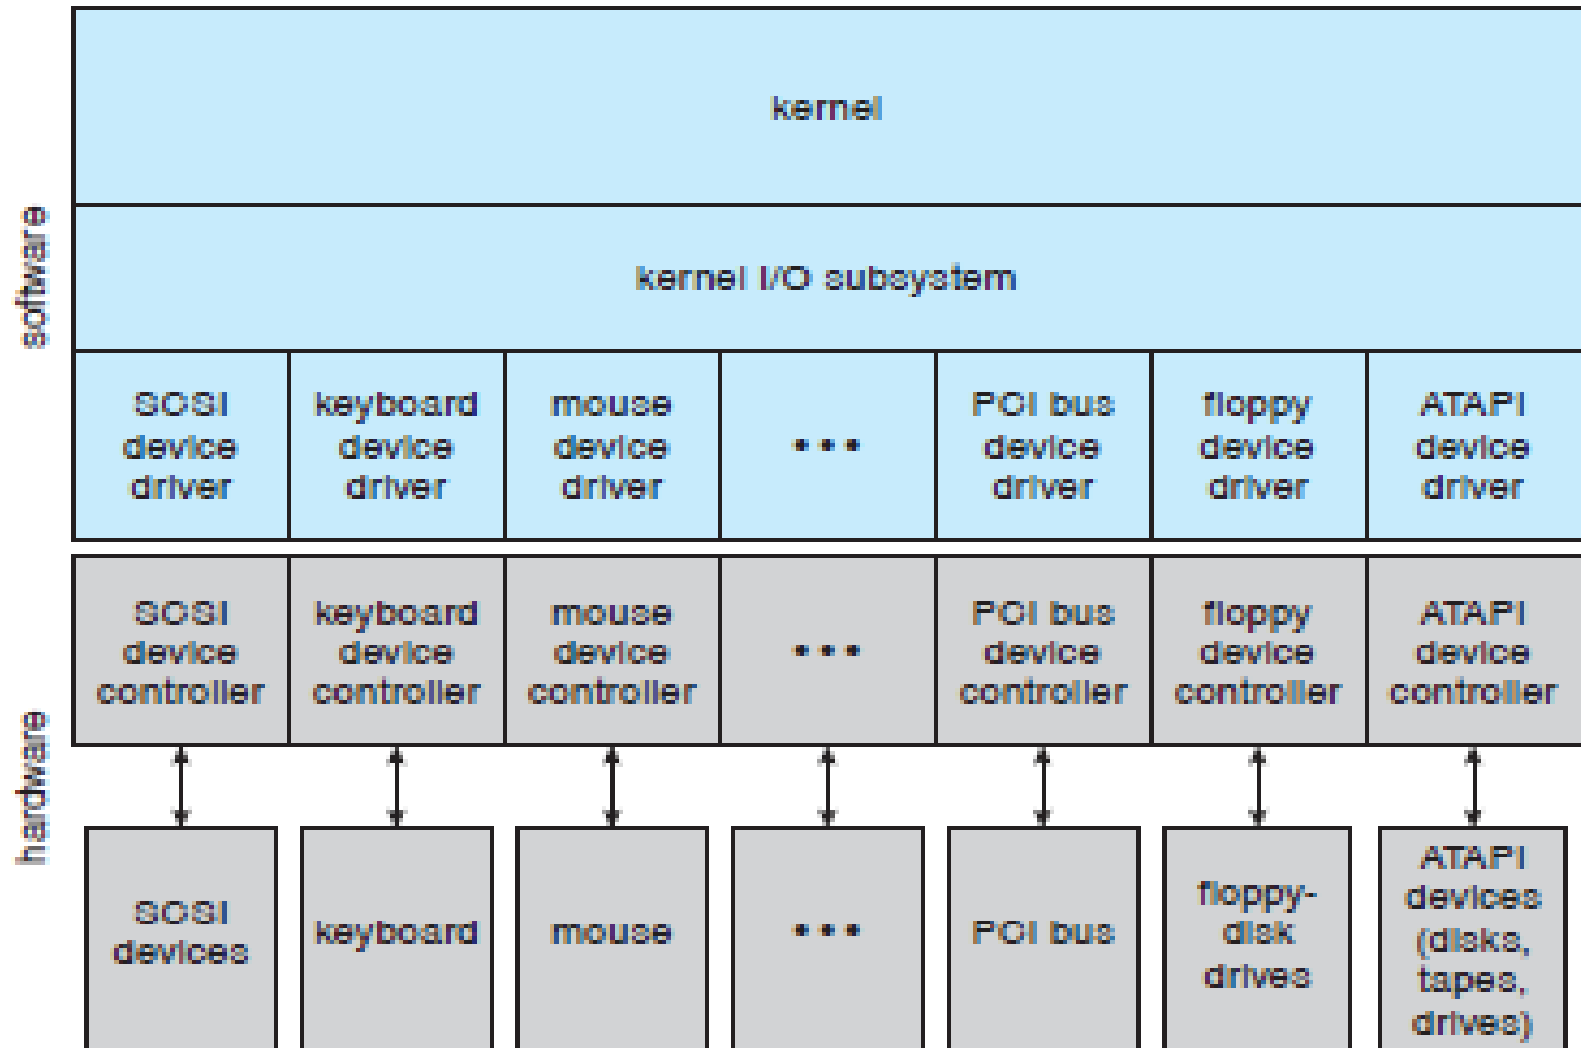 kernel
software
kernel I/O subsystem
SCSI
device
driver
keyboard
device
driver
mouse
device
driver
•••
PCI bus
device
driver
floppy
device
driver
ATAPI
device
driver
hardware
SCSI
device
controller
keyboard
device
controller
mouse
device
controller
•••
PCI bus
device
controller
floppy
device
controller
ATAPI
device
controller
SCSI
devices
keyboard
mouse
•••
PCI bus
floppy-
disk
drives
ATAPI
devices
(disks,
tapes,
drives)